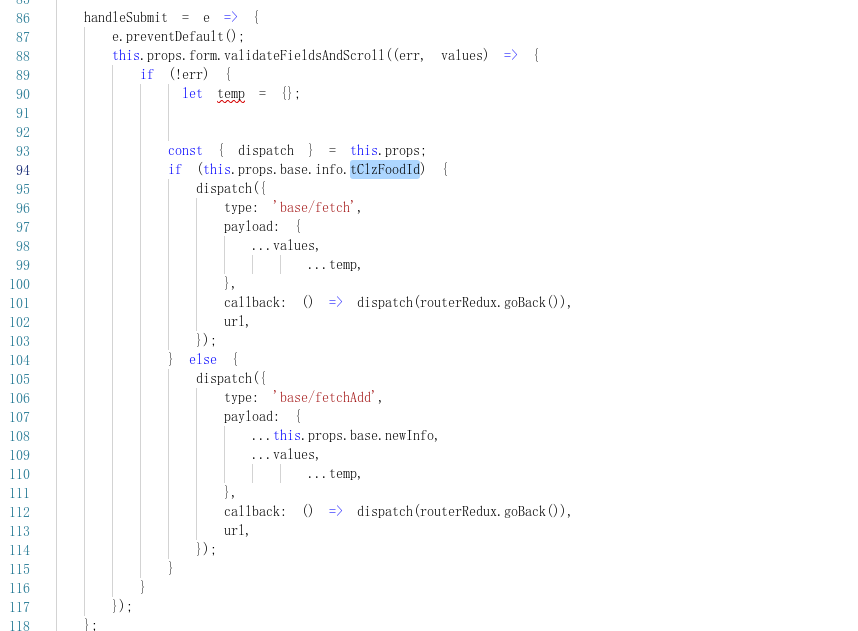 86 handleSubmit = e => {
87 e.preventDefault();
88 this.props.form.validateFieldsAndScroll((err, values) => {
89 if (!err) {
90 let temp = {};
91
92
93 const { dispatch } = this.props;
94 if (this.props.base.info.tClzFoodId) {
95 dispatch({
96 type: 'base/fetch',
97 payload: {
98 ...values,
99 ...temp,
100 },
101 callback: () => dispatch(routerRedux.goBack()),
102 url,
103 });
104 } else {
105 dispatch({
106 type: 'base/fetchAdd',
107 payload: {
108 ...this.props.base.newInfo,
109 ...values,
110 ...temp,
111 },
112 callback: () => dispatch(routerRedux.goBack()),
113 url,
114 });
115 }
116 }
117 });
118 };